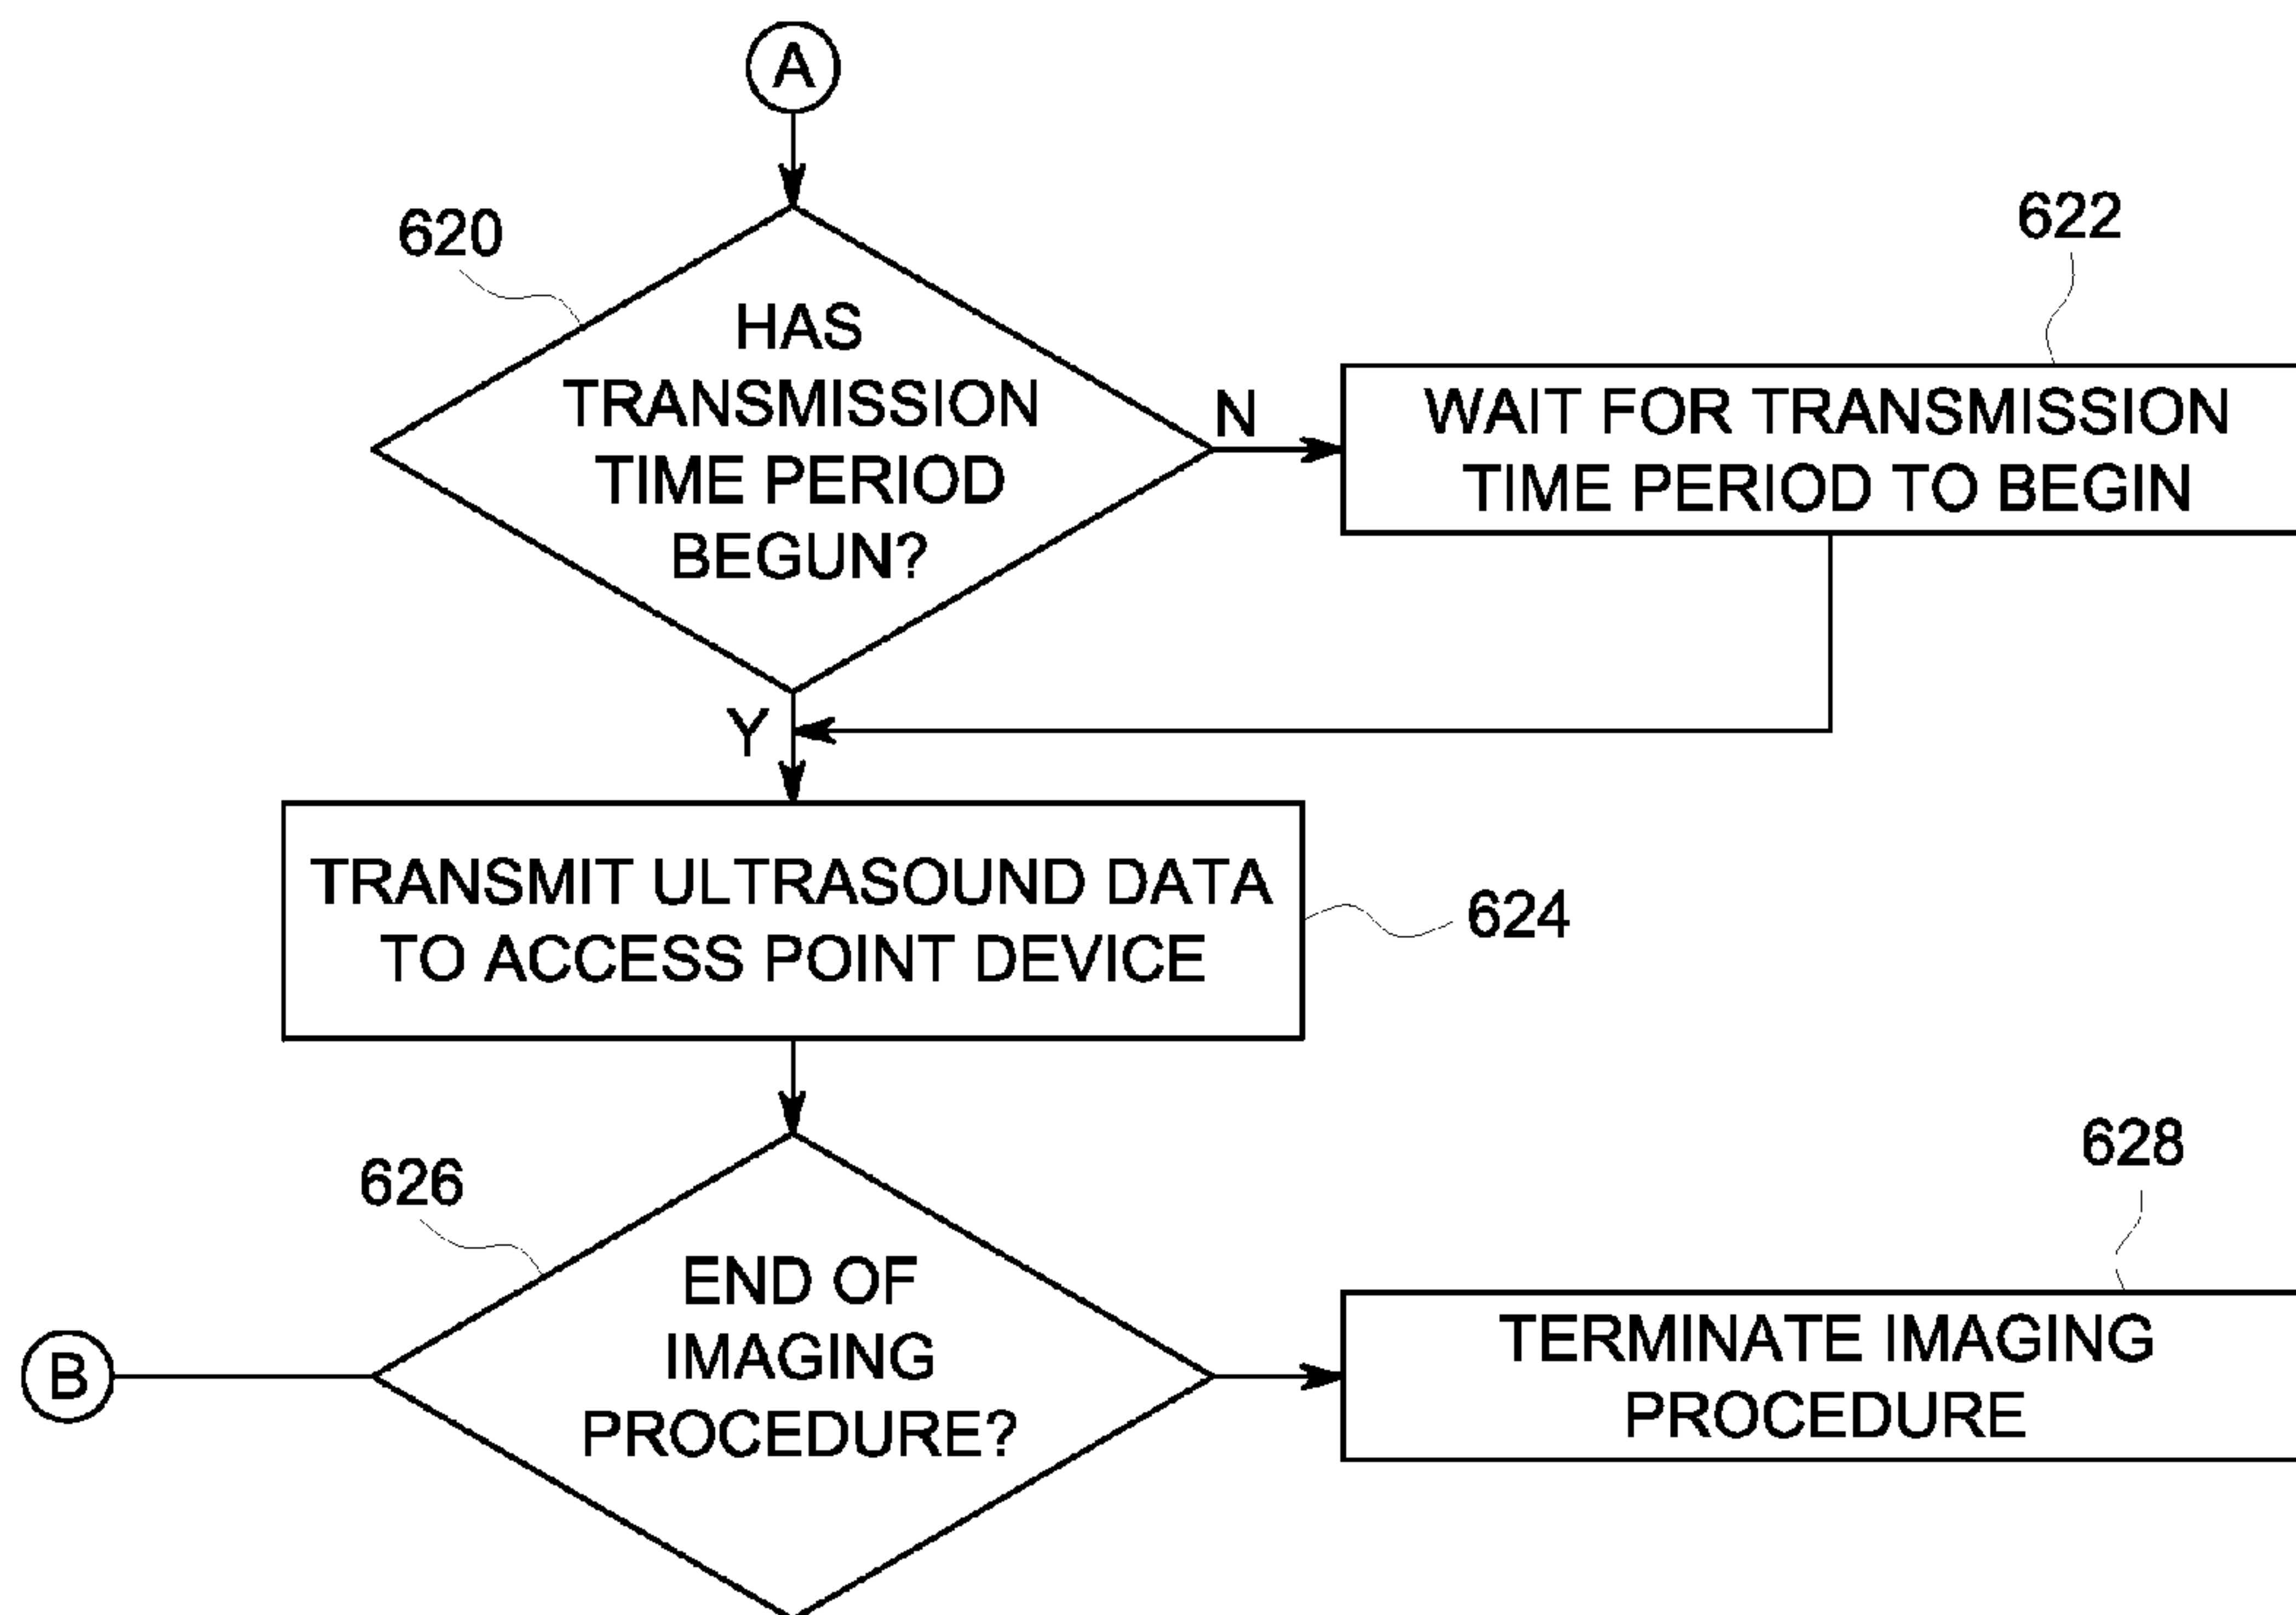 A
620
HAS
TRANSMISSION
TIME PERIOD
BEGUN?
N
622
WAIT FOR TRANSMISSION
TIME PERIOD TO BEGIN
Y
TRANSMIT ULTRASOUND DATA
TO ACCESS POINT DEVICE
624
626
END OF
IMAGING
PROCEDURE?
B
628
TERMINATE IMAGING
PROCEDURE